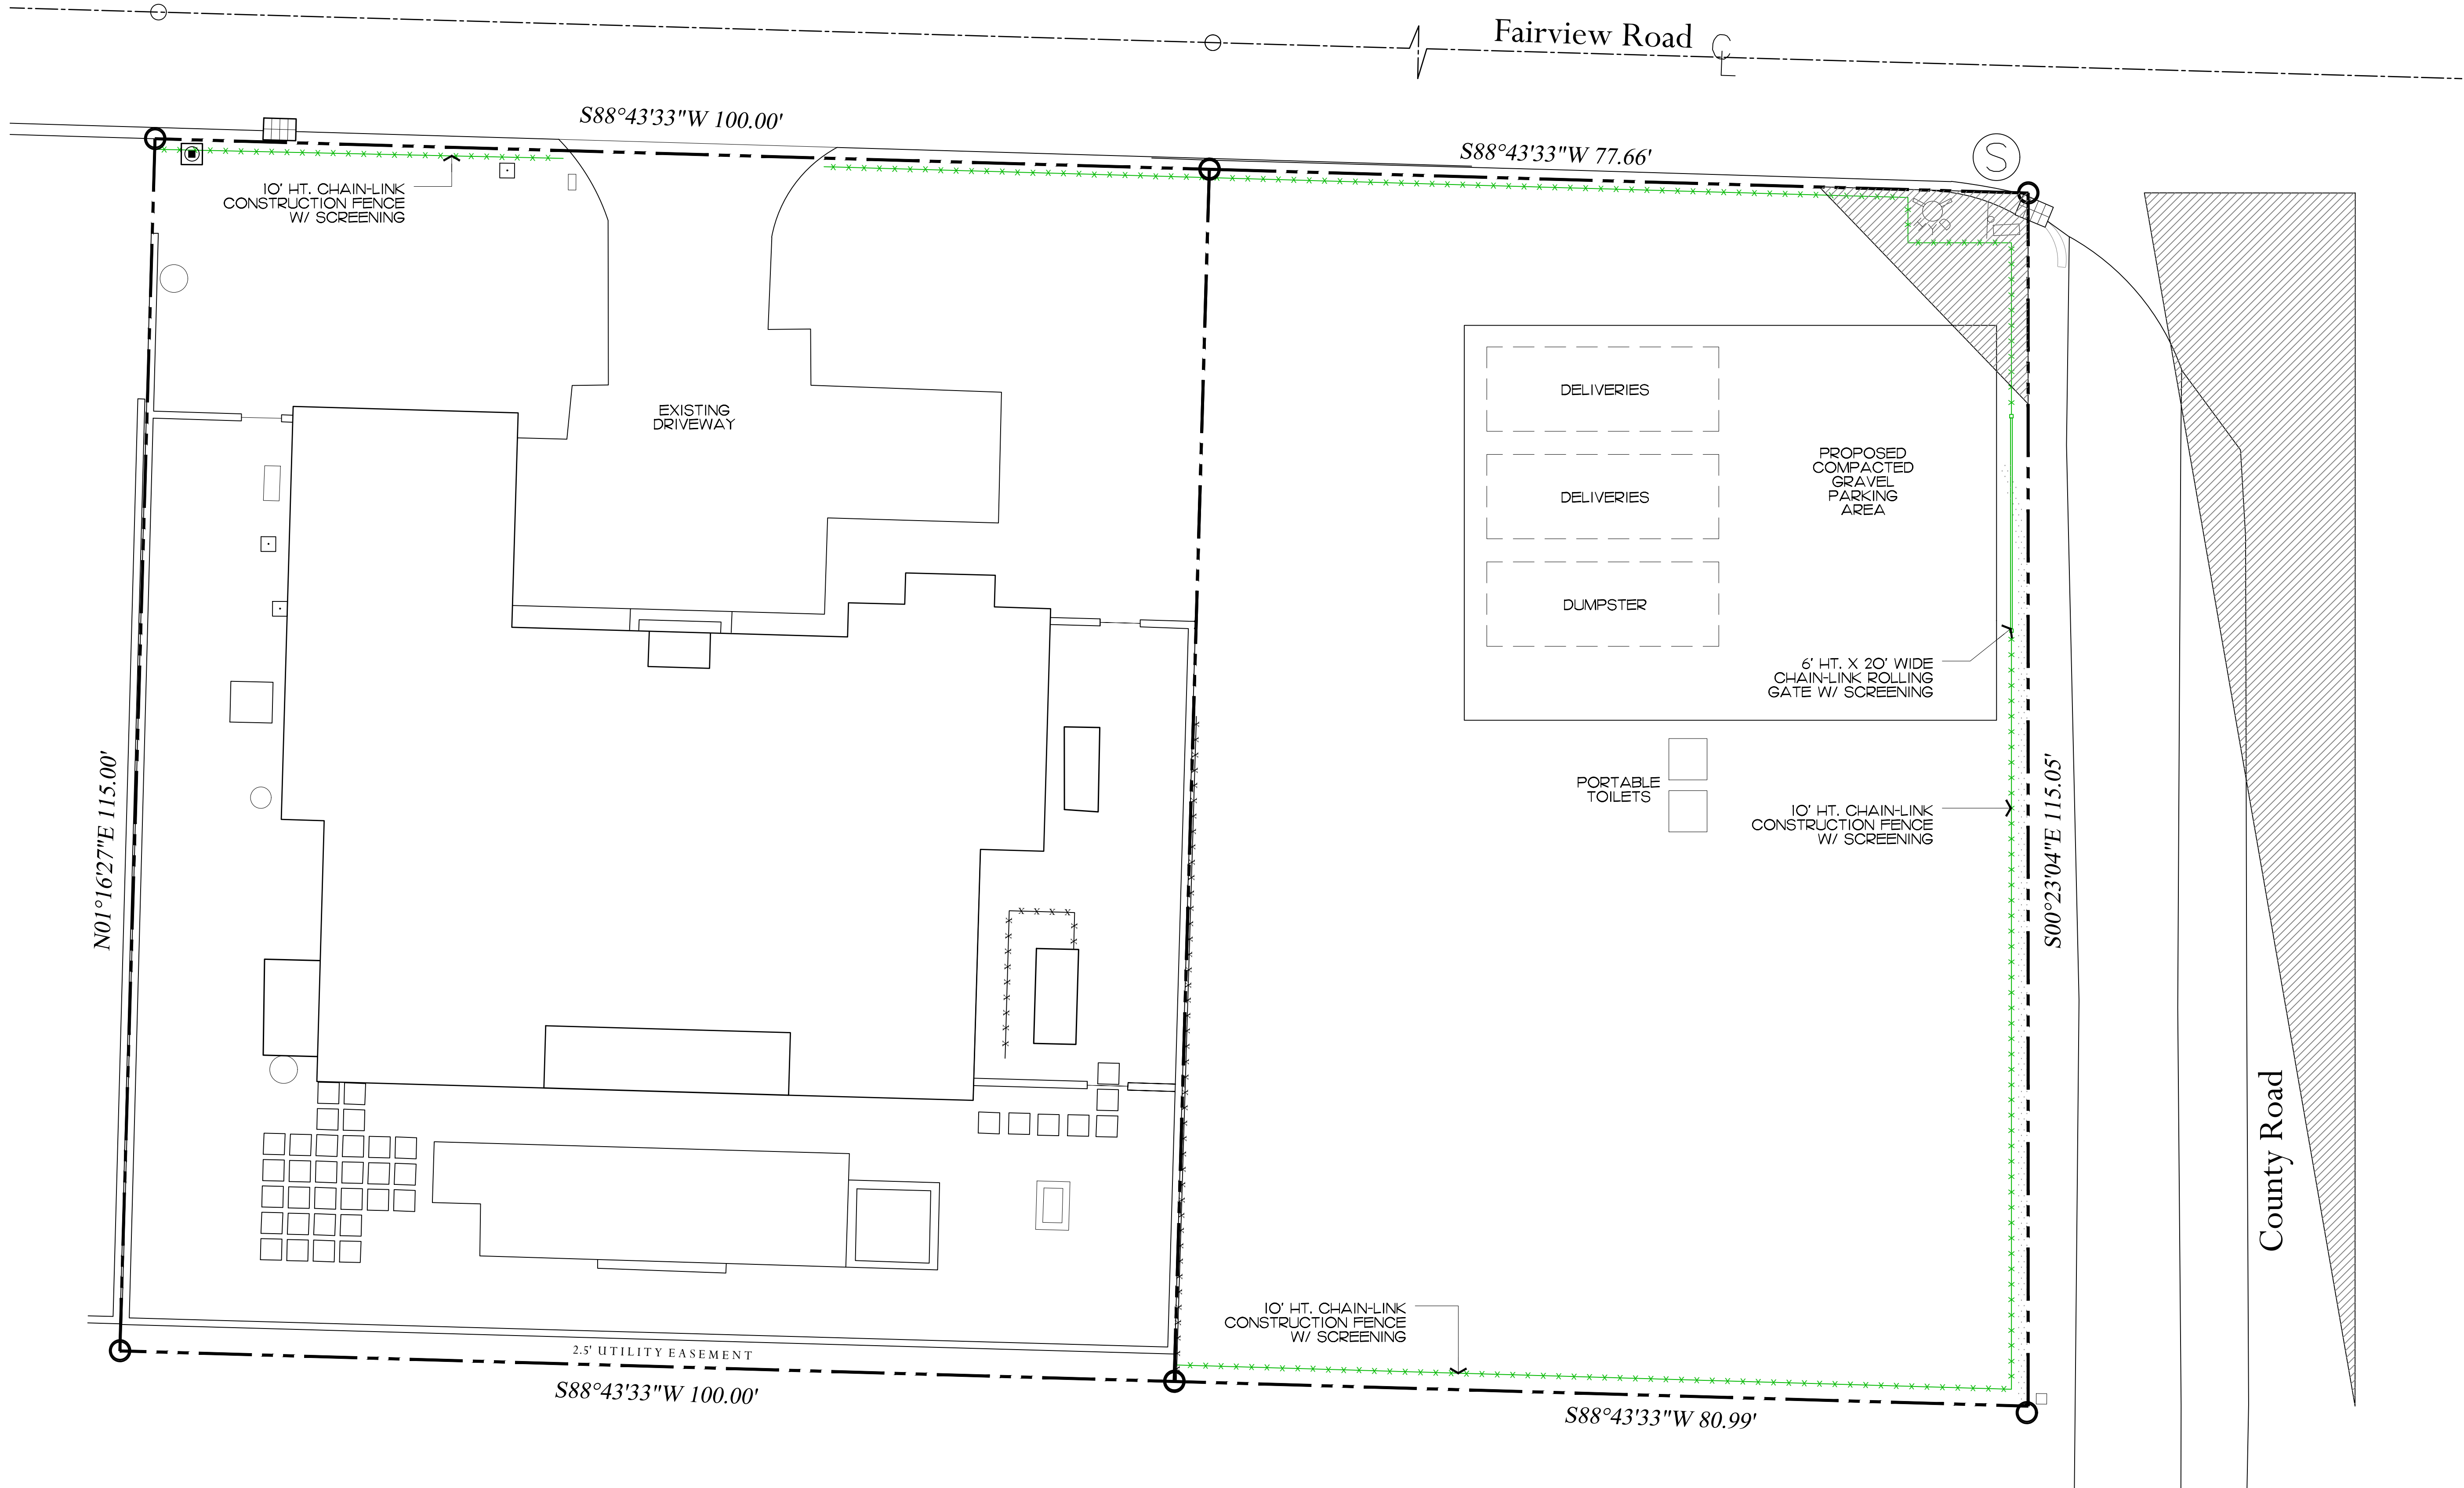 Fairview Road
S88°43'33"W 100.00'
S88°43'33"W 77.66'
S
10' HT. CHAIN-LINK
CONSTRUCTION FENCE
W/ SCREENING
EXISTING
DRIVEWAY
DELIVERIES
DELIVERIES
DUMPSTER
PROPOSED
COMPACTED
GRAVEL
PARKING
AREA
6' HT. X 20' WIDE
CHAIN-LINK ROLLING
GATE W/ SCREENING
PORTABLE
TOILETS
10' HT. CHAIN-LINK
CONSTRUCTION FENCE
W/ SCREENING
N01°16'27"E 115.00'
S00°23'04"E 115.05'
County Road
10' HT. CHAIN-LINK
CONSTRUCTION FENCE
W/ SCREENING
2.5' UTILITY EASEMENT
S88°43'33"W 100.00'
S88°43'33"W 80.99'